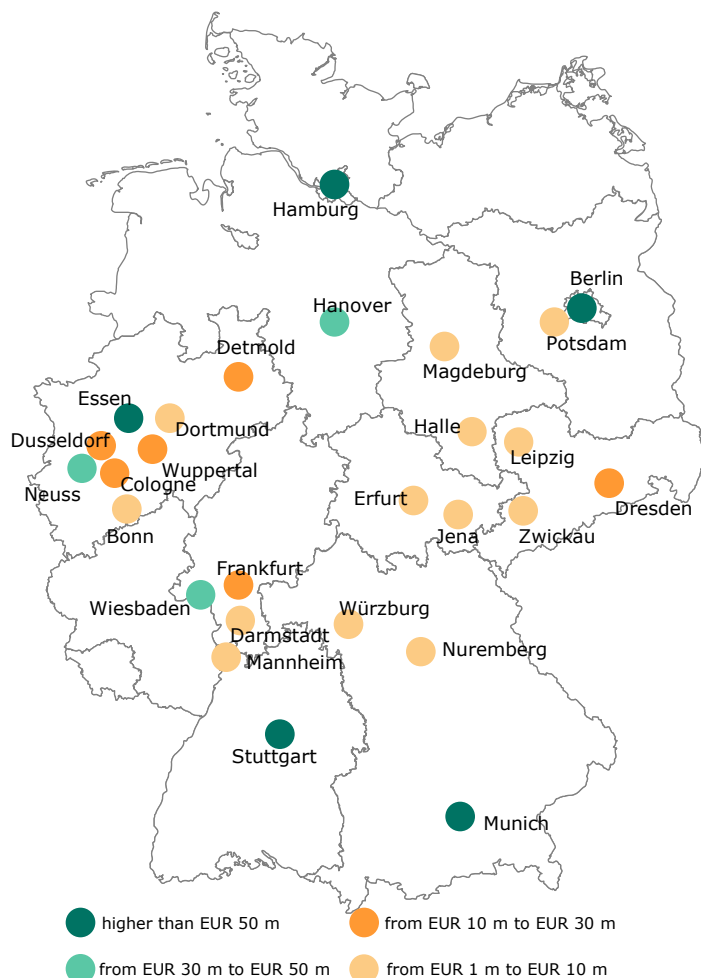 Hamburg
Berlin
Hanover
Potsdam
Detmold
Magdeburg
Essen
Dortmund
Halle
Dusseldorf
Leipzig
Wuppertal
Neuss
Cologne
Erfurt
Dresden
Bonn
Jena
Zwickau
Frankfurt
Wiesbaden
Würzburg
Darmstadt
Nuremberg
Mannheim
Stuttgart
Munich
higher than EUR 50 m
from EUR 10 m to EUR 30 m
from EUR 30 m to EUR 50 m
from EUR 1 m to EUR 10 m